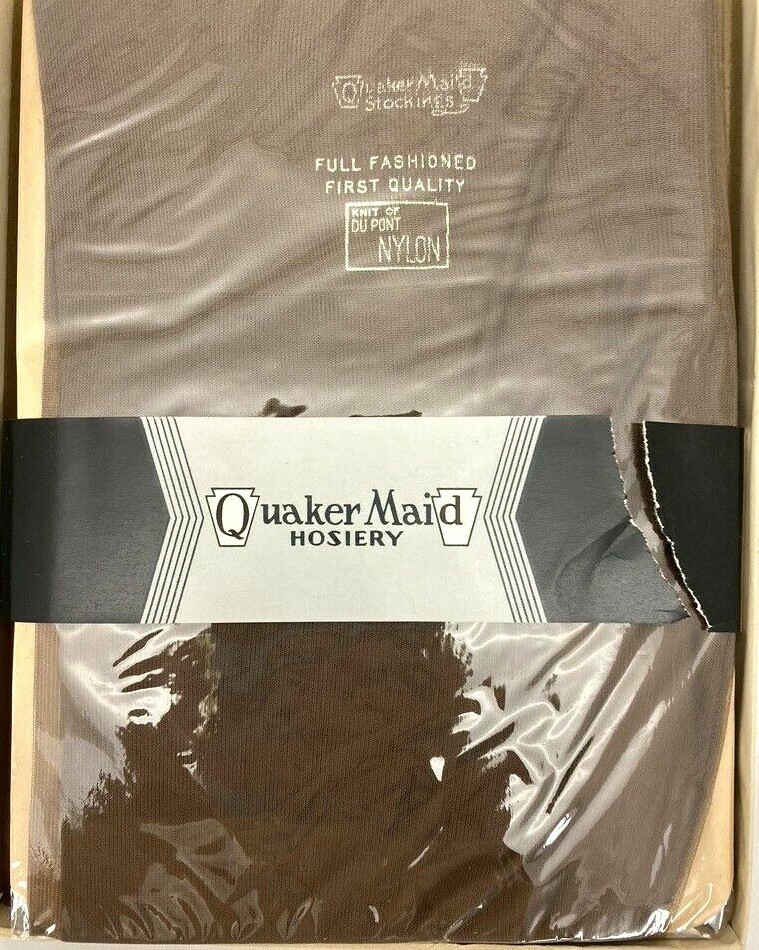 Quaker Maid
Stockings
FULL FASHIONED
FIRST QUALITY
KNIT OF
DU PONT
NYLON
Quaker Maid
HOSIERY